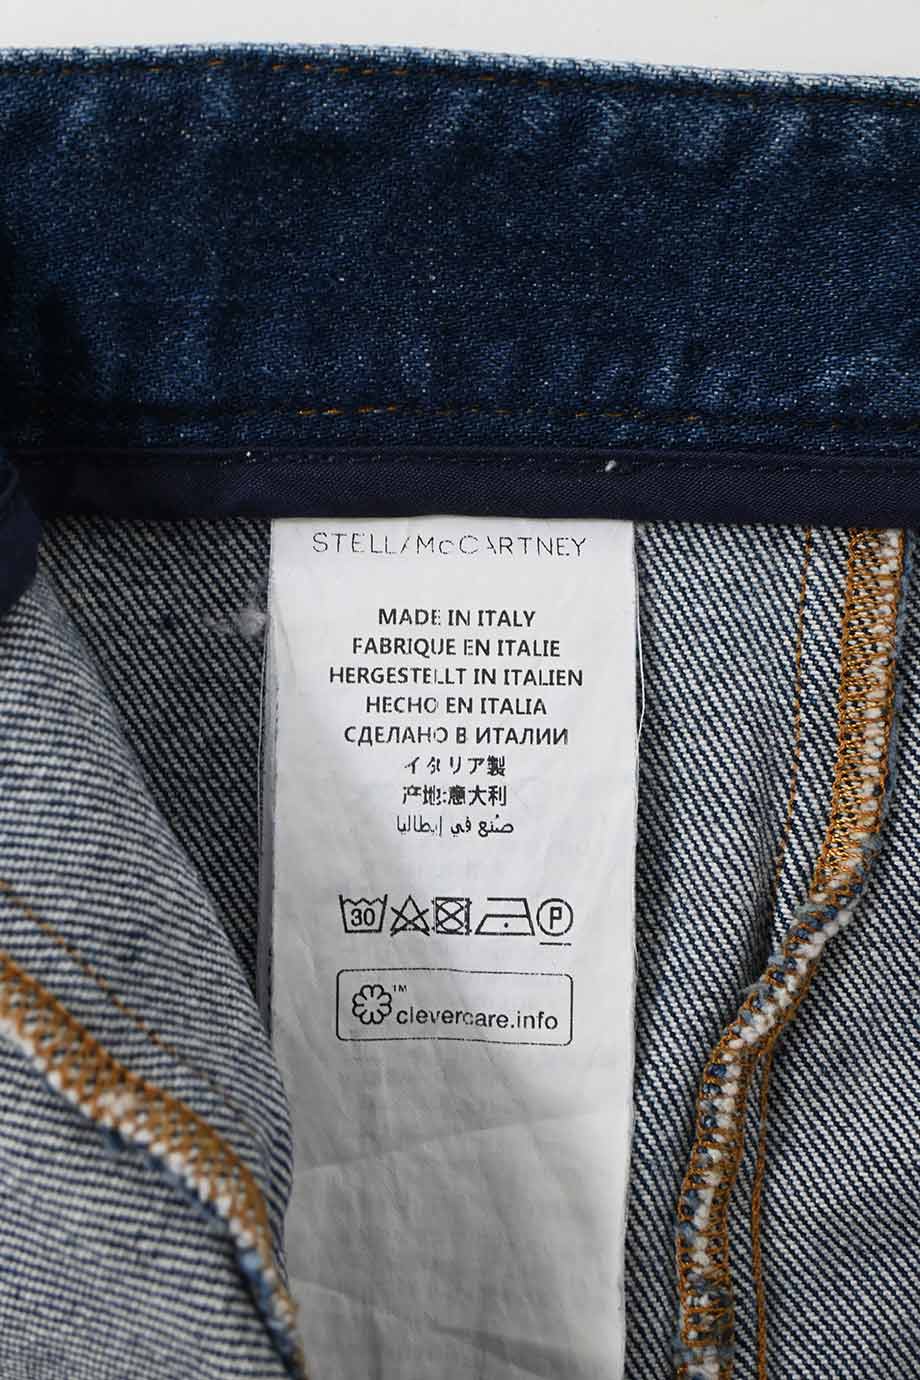 STELLA McCARTNEY
MADE IN ITALY
FABRIQUE EN ITALIE
HERGESTELLT IN ITALIEN
HECHO EN ITALIA
СДЕЛАНО В ИТАЛИИ
イタリア製
产地:意大利
صُنع في إيطاليا
30 P
™
clevercare.info